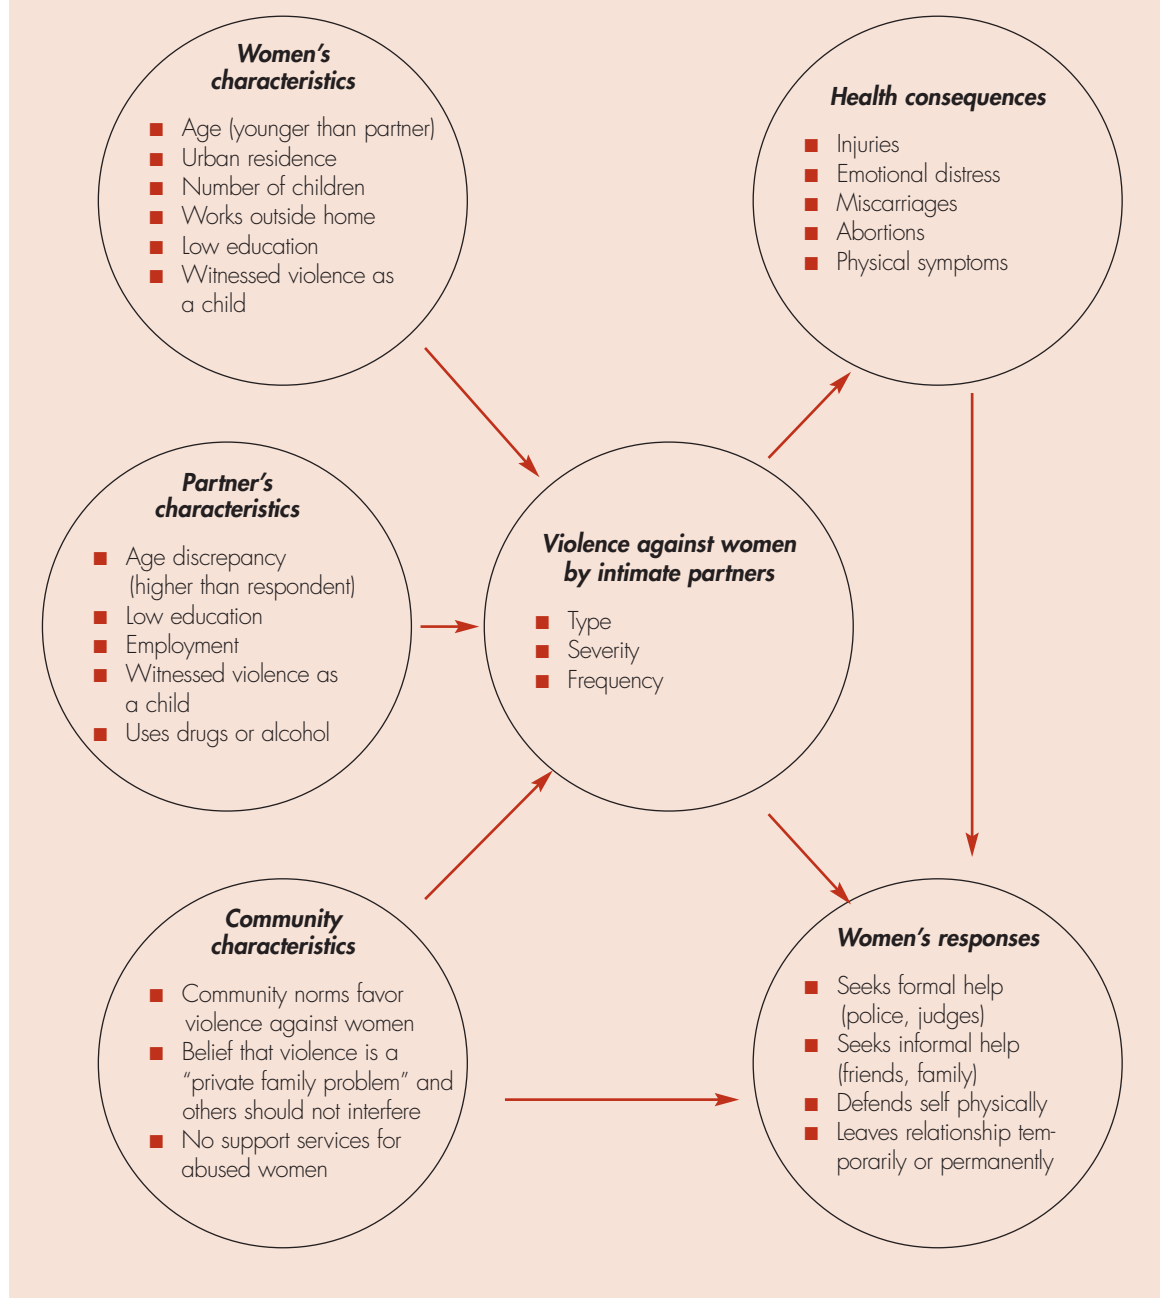 Women's
characteristics
Age (younger than partner)
Urban residence
Number of children
Works outside home
Low education
Witnessed violence as
a child
Health consequences
Injuries
Emotional distress
Miscarriages
Abortions
Physical symptoms
Partner's
characteristics
Age discrepancy
(higher than respondent)
Low education
Employment
Witnessed violence as
a child
Uses drugs or alcohol
Violence against women
by intimate partners
Type
Severity
Frequency
Community
characteristics
Community norms favor
violence against women
Belief that violence is a
“private family problem” and
others should not interfere
No support services for
abused women
Women's responses
Seeks formal help
(police, judges)
Seeks informal help
(friends, family)
Defends self physically
Leaves relationship tem-
porarily or permanently